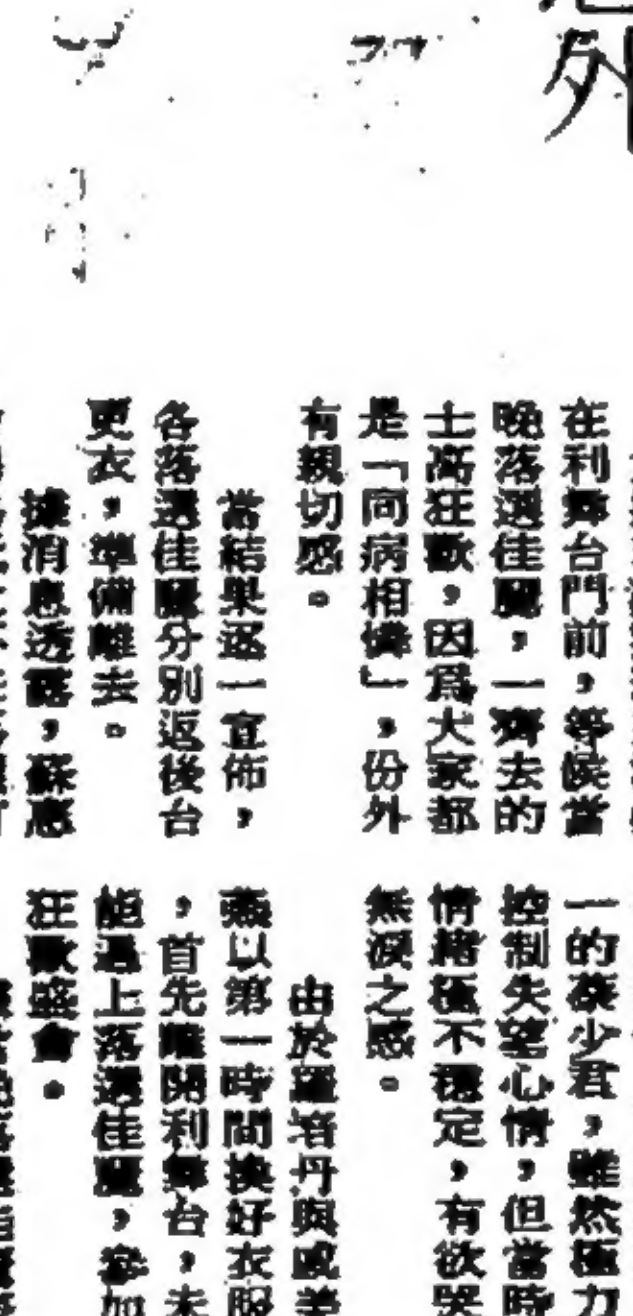 外
在利舞台門前，等候當
晚落選佳麗，一齊去的
士高狂歡，因爲大家都
是「同病相憐」，份外
有親切感。
當結果逐一宣佈，
各落選佳麗分別返後台
更衣，準備離去。
據消息透露，蘇惠
一的蔡少君，雖然極力
控制失望心情，但當時
情緒極不穩定，有欲哭
無淚之感。
由於羅培丹與戚美
燕以第一時間換好衣服
，首先離開利舞台，未
能遇上落選佳麗，參加
狂歡盛會。